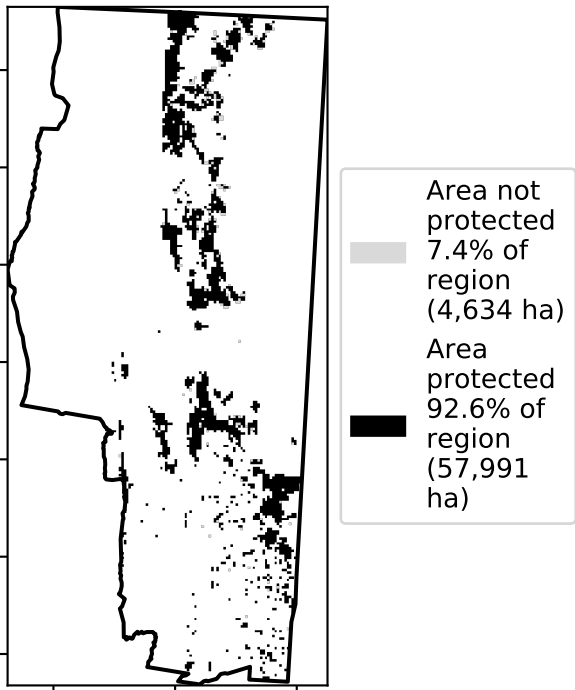 Area not
protected
7.4% of
region
(4,634 ha)
Area
protected
92.6% of
region
(57,991
ha)